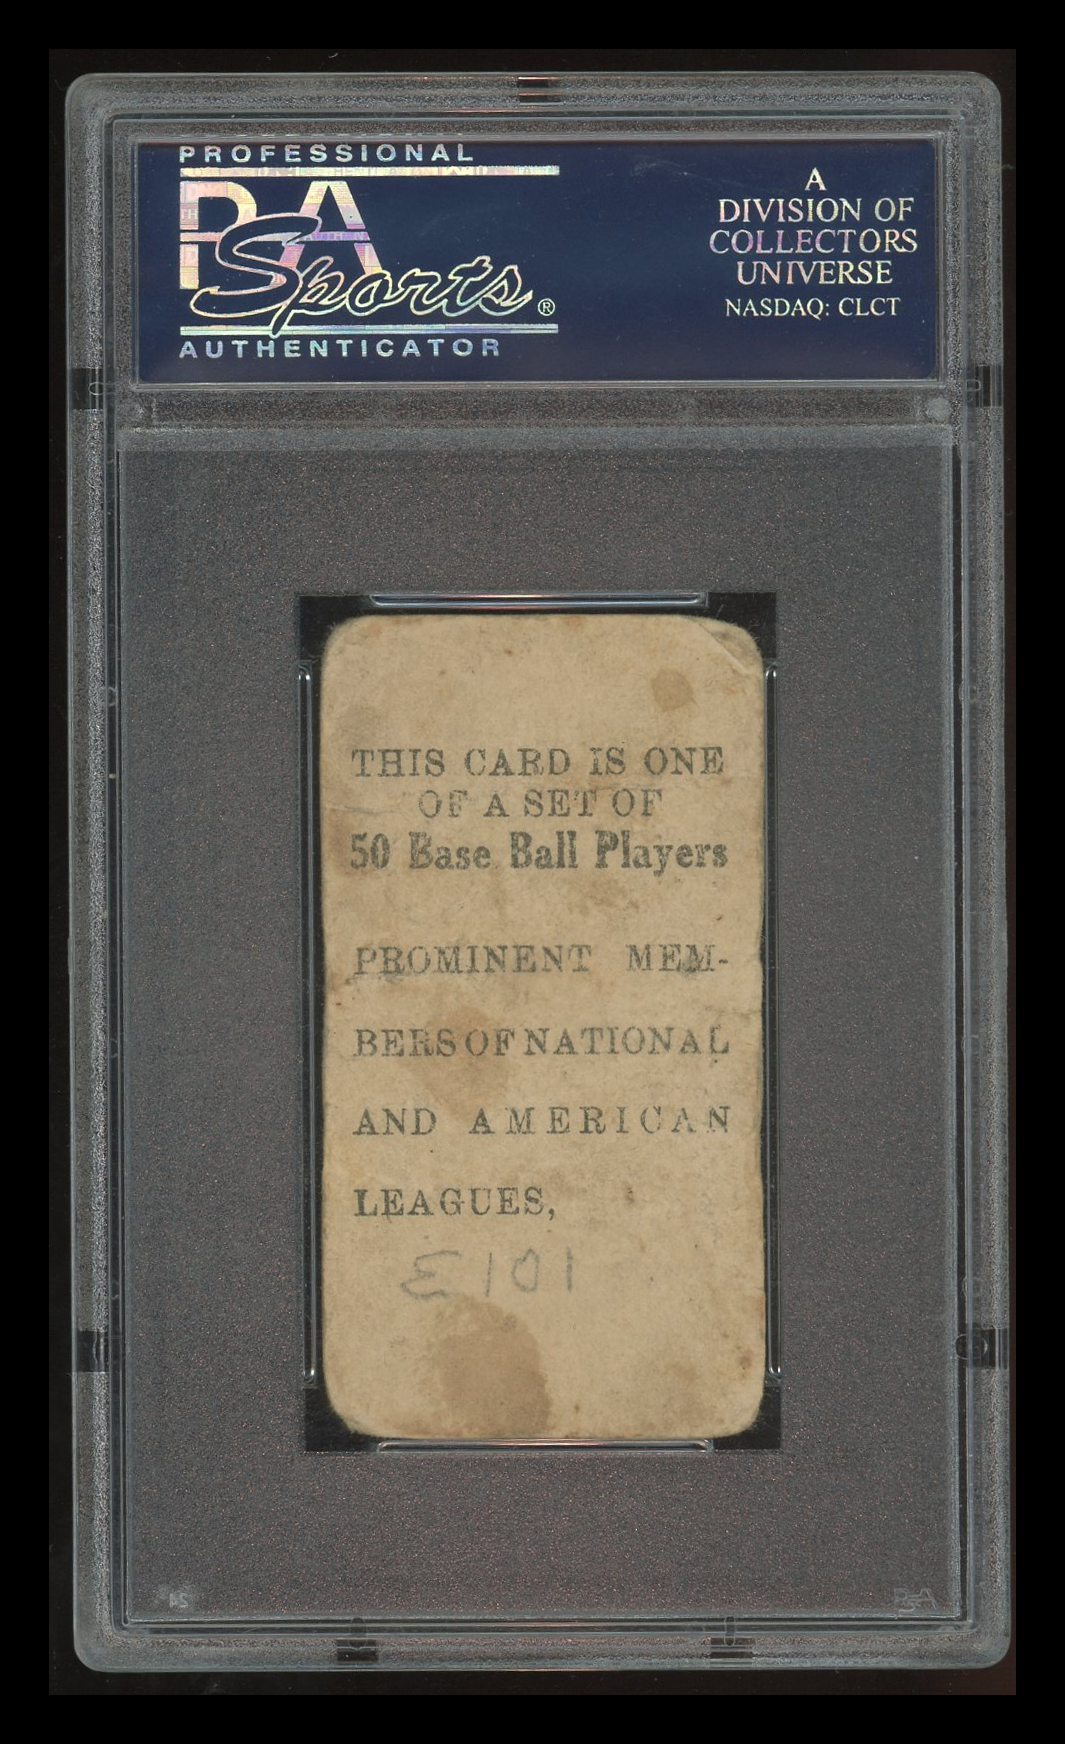 PROFESSIONAL
PSA
Sports®
AUTHENTICATOR
A
DIVISION OF
COLLECTORS
UNIVERSE
NASDAQ: CLCT
THIS CARD IS ONE
OF A SET OF
50 Base Ball Players
PROMINENT MEM-
BERS OF NATIONAL
AND AMERICAN
LEAGUES,
E101
PSA